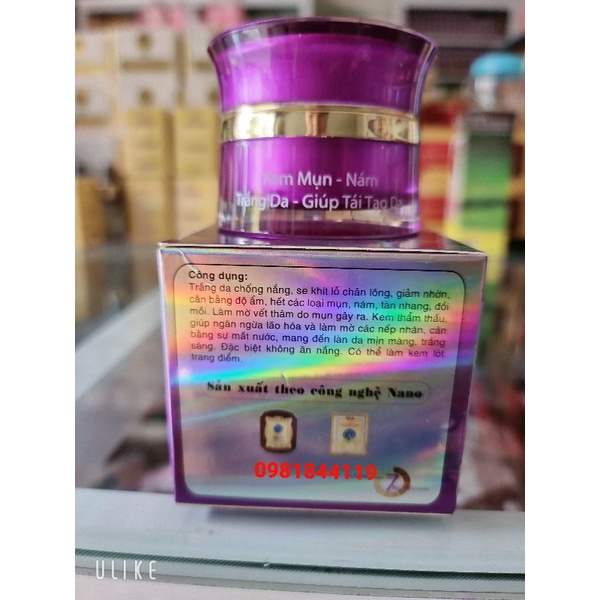 Kem Mụn - Nám
Trắng Da - Giúp Tái Tạo Da
Công dụng:
Trắng da chống nắng, se khít lỗ chân lông, giảm nhờn,
cân bằng độ ẩm, hết các loại mụn, nám, tàn nhang, đồi
mồi. Làm mờ vết thâm do mụn gây ra. Kem thẩm thấu,
giúp ngăn ngừa lão hóa và làm mờ các nếp nhăn, cân
bằng sự mất nước, mang đến làn da mịn màng, trắng
sáng. Đặc biệt không ăn nắng. Có thể làm kem lót
trang điểm.
Sản xuất theo công nghệ Nano
0981844119
7
ULIKE